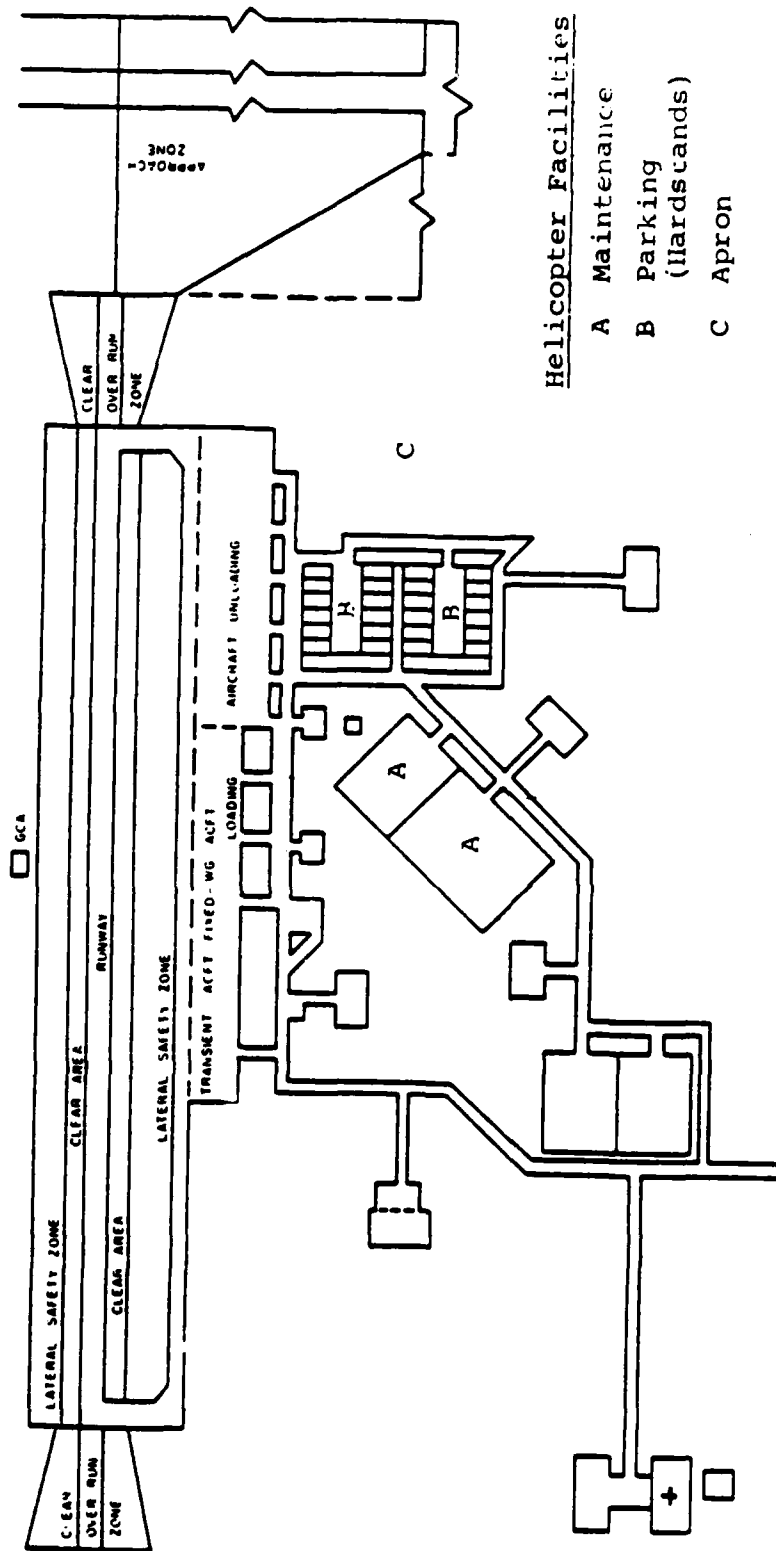 GCA
LATERAL SAFETY ZONE
CLEAR AREA
RUNWAY
CLEAR AREA
LATERAL SAFETY ZONE
CLEAR
OVER RUN
ZONE
CLEAR
OVER RUN
ZONE
APPROACH
ZONE
TRANSIENT ACFT
FIXED-WG ACFT
LOADING
AIRCRAFT UNLOADING
B
B
C
A
A
+
Helicopter Facilities
A Maintenance
B Parking
(Hardstands)
C Apron